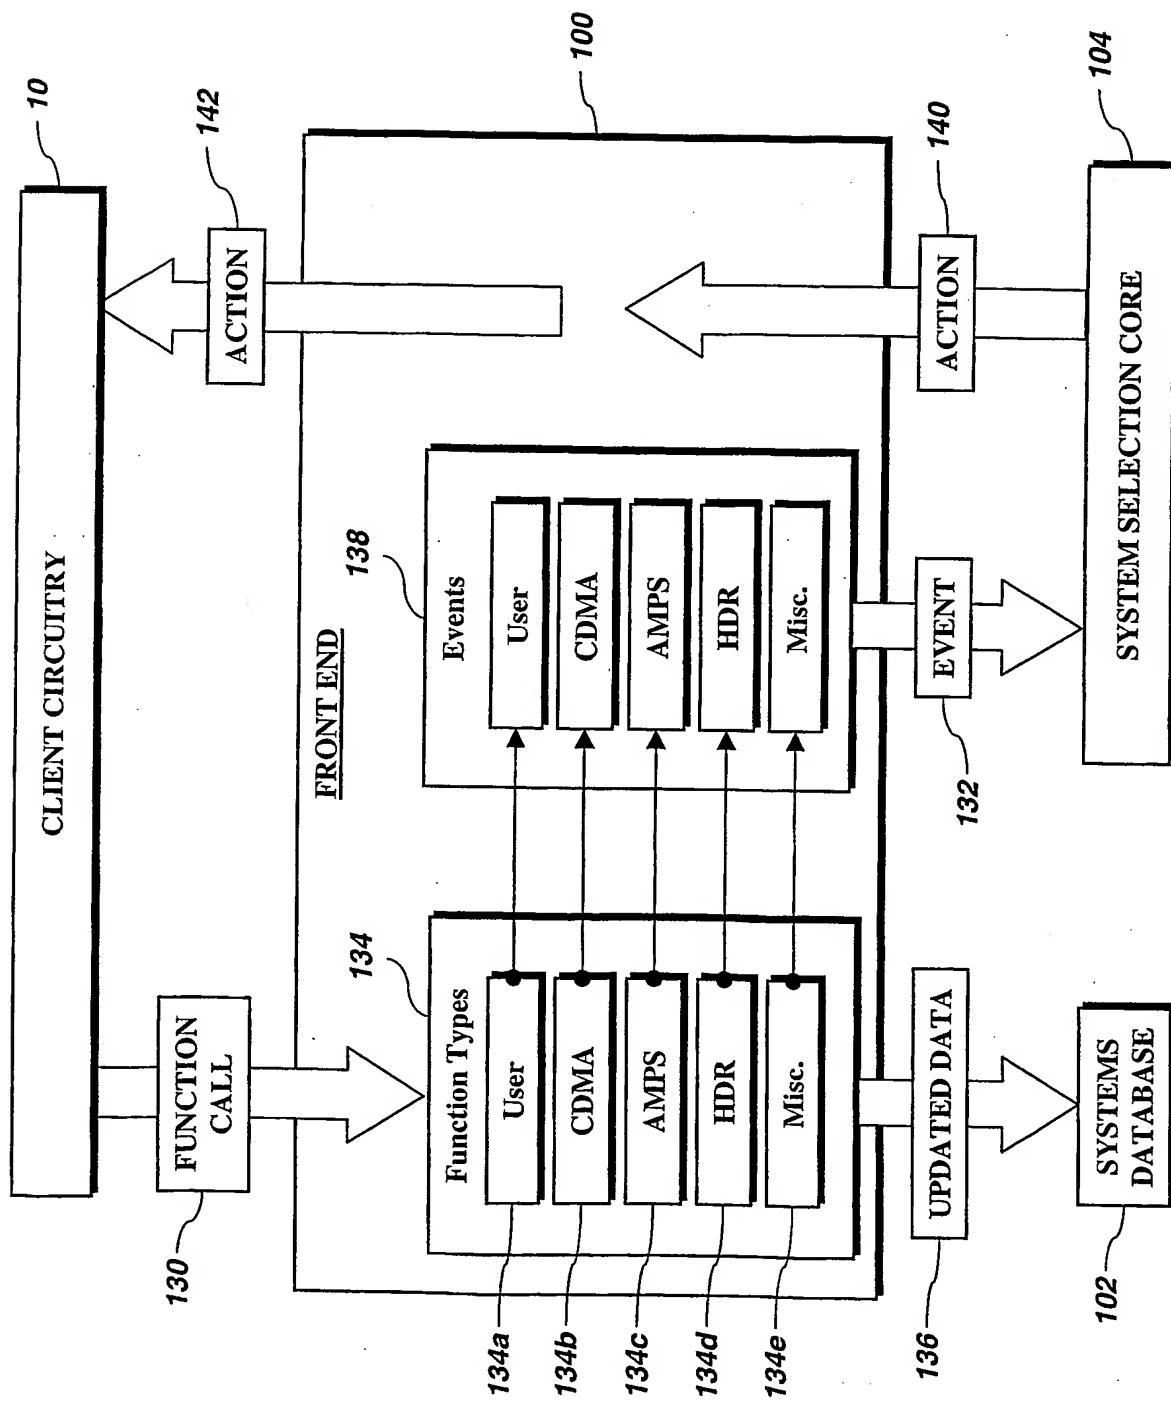 10
CLIENT CIRCUITRY
142
ACTION
FUNCTION
CALL
130
100
FRONT END
134
Function Types
User
CDMA
AMPS
HDR
Misc.
134a
134b
134c
134d
134e
138
Events
User
CDMA
AMPS
HDR
Misc.
UPDATED DATA
136
EVENT
132
ACTION
140
SYSTEMS
DATABASE
102
SYSTEM SELECTION CORE
104